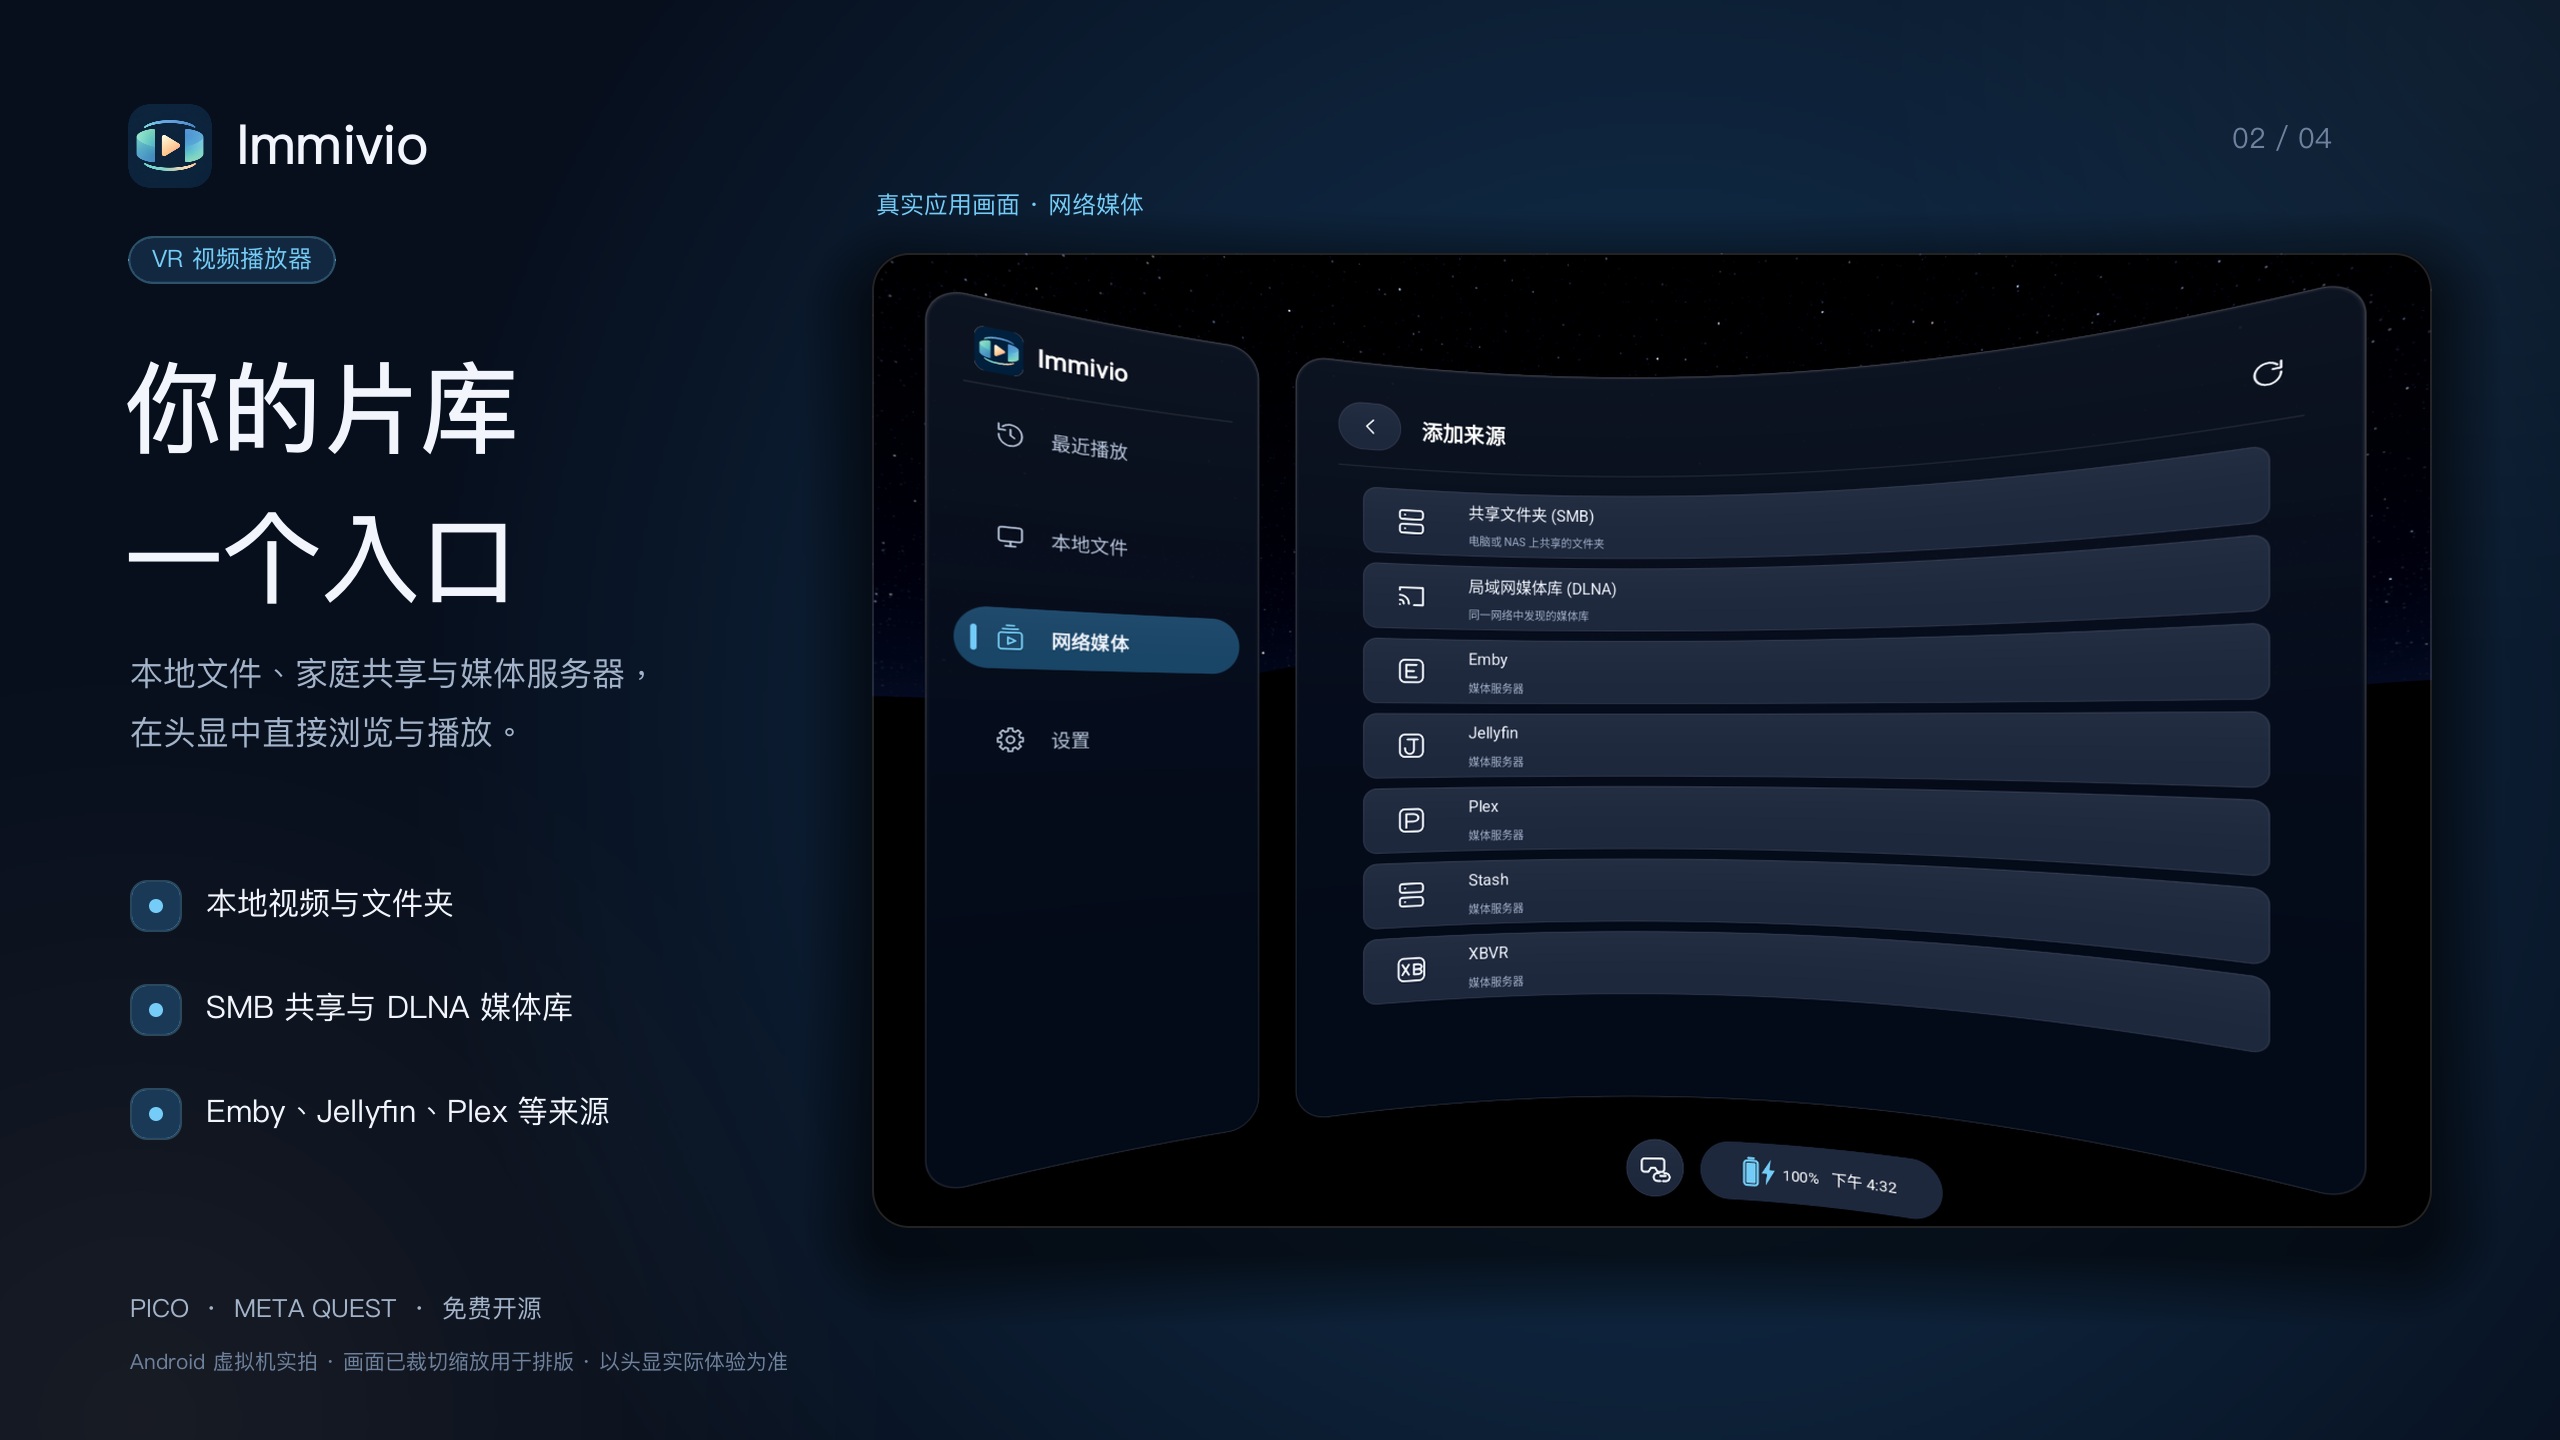 Immivio
02 / 04
VR 视频播放器
真实应用画面 · 网络媒体
你的片库
一个入口
本地文件、家庭共享与媒体服务器，
在头显中直接浏览与播放。
本地视频与文件夹
SMB 共享与 DLNA 媒体库
Emby、Jellyfin、Plex 等来源
PICO · META QUEST · 免费开源
Android 虚拟机实拍 · 画面已裁切缩放用于排版 · 以头显实际体验为准
Immivio
最近播放
本地文件
网络媒体
设置
添加来源
共享文件夹 (SMB)
电脑或 NAS 上共享的文件夹
局域网媒体库 (DLNA)
同一网络中发现的媒体库
E
Emby
媒体服务器
J
Jellyfin
媒体服务器
P
Plex
媒体服务器
Stash
媒体服务器
XB
XBVR
媒体服务器
100% 下午 4:32